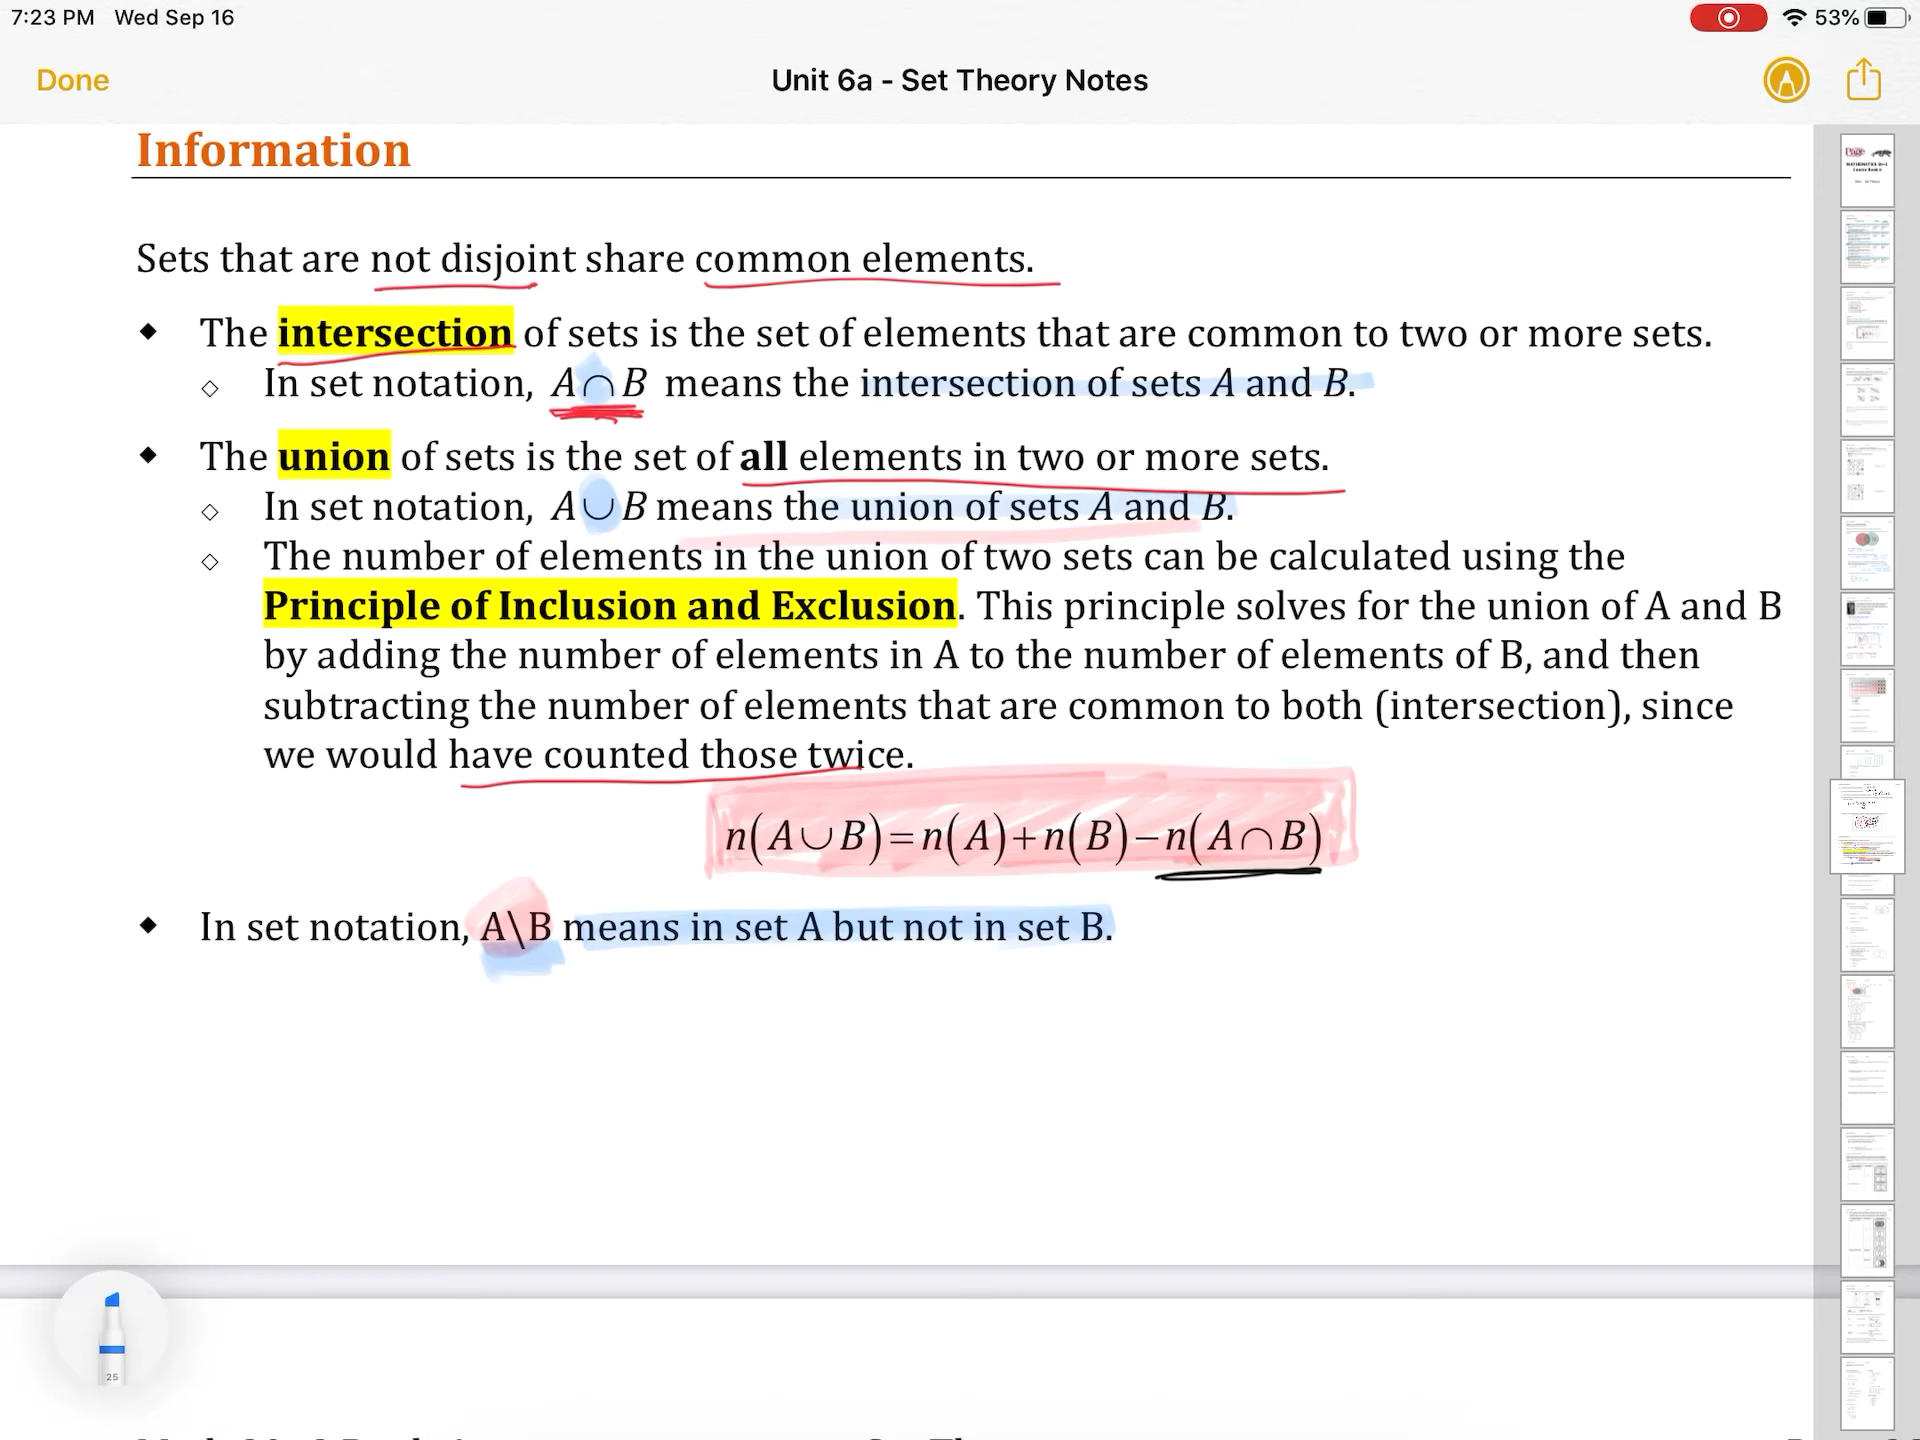 7:23 PM Wed Sep 16
53%
Done
Unit 6a - Set Theory Notes
Information
Sets that are not disjoint share common elements.
◆ The intersection of sets is the set of elements that are common to two or more sets.
◇ In set notation, A∩B means the intersection of sets A and B.
◆ The union of sets is the set of all elements in two or more sets.
◇ In set notation, A∪B means the union of sets A and B.
◇ The number of elements in the union of two sets can be calculated using the
Principle of Inclusion and Exclusion. This principle solves for the union of A and B
by adding the number of elements in A to the number of elements of B, and then
subtracting the number of elements that are common to both (intersection), since
we would have counted those twice.
n(A∪B)=n(A)+n(B)−n(A∩B)
◆ In set notation, A\B means in set A but not in set B.
25